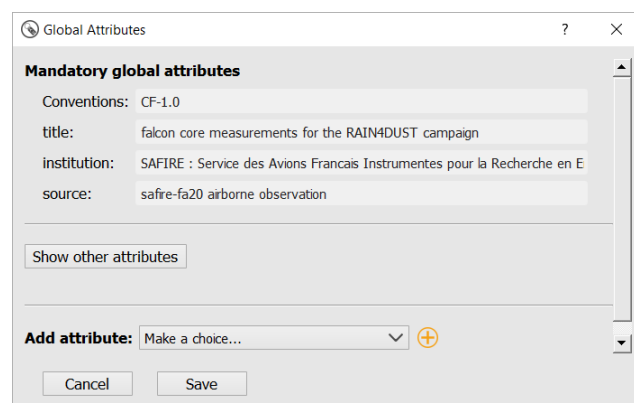 Global Attributes
?
Mandatory global attributes
Conventions: CF-1.0
title: falcon core measurements for the RAIN4DUST campaign
institution: SAFIRE : Service des Avions Francais Instrumentes pour la Recherche en E
source: safire-fa20 airborne observation
Show other attributes
Add attribute: Make a choice...
Cancel Save